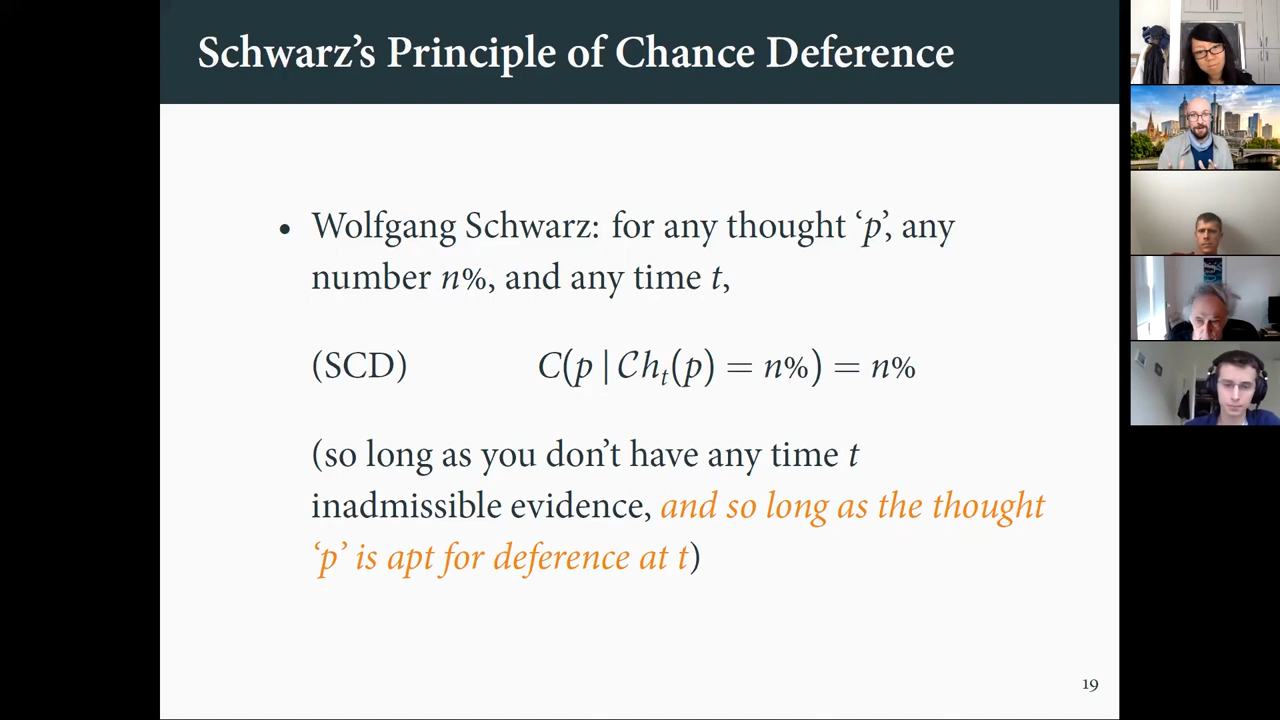 Schwarz’s Principle of Chance Deference
• Wolfgang Schwarz: for any thought ‘p’, any
number n%, and any time t,
(SCD) C(p | Ch_t(p) = n%) = n%
(so long as you don’t have any time t
inadmissible evidence, and so long as the thought
‘p’ is apt for deference at t)
19